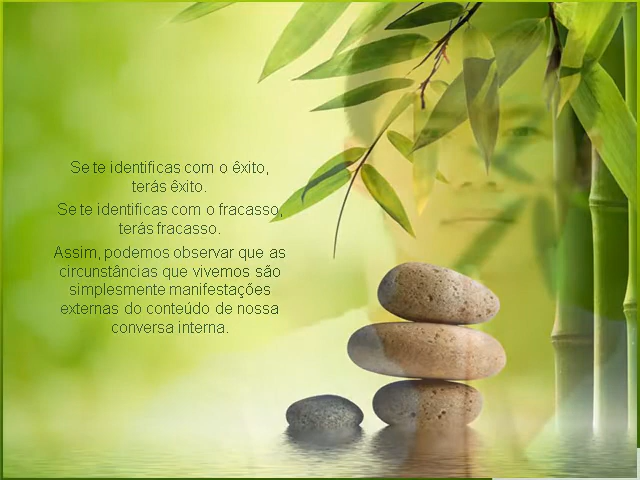 Se te identificas com o êxito,
terás êxito.
Se te identificas com o fracasso,
terás fracasso.
Assim, podemos observar que as
circunstâncias que vivemos são
simplesmente manifestações
externas do conteúdo de nossa
conversa interna.